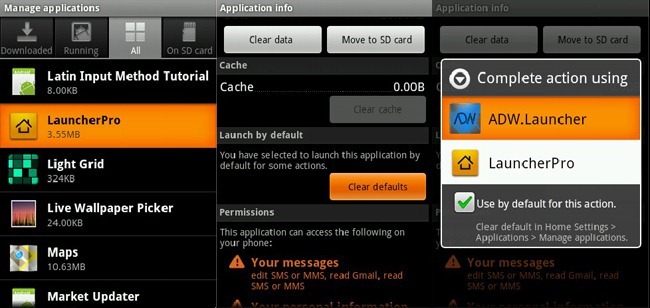 Manage applications
Downloaded
Running
All
On SD card
Latin Input Method Tutorial
8.00KB
LauncherPro
3.55MB
Light Grid
324KB
Live Wallpaper Picker
24.00KB
Maps
10.63MB
Market Updater
Application info
Clear data
Move to SD card
Cache
Cache
0.00B
Clear cache
Launch by default
You have selected to launch this application by
default for some actions.
Clear defaults
Permissions
This application can access the following on
your phone:
Your messages
edit SMS or MMS, read Gmail, read
SMS or MMS
Your personal information
Application info
Clear data
Move to SD card
Complete action using
ADW.Launcher
LauncherPro
Use by default for this action.
Clear default in Home Settings >
Applications > Manage applications.
your phone:
Your messages
edit SMS or MMS, read Gmail, read
SMS or MMS